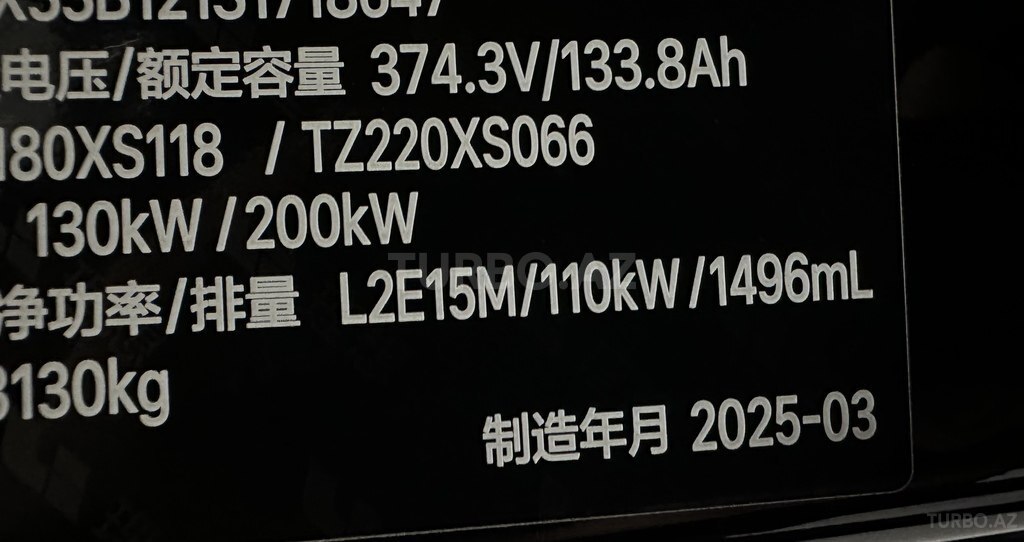 电压/额定容量 374.3V/133.8Ah
180XS118 / TZ220XS066
130kW / 200kW
净功率/排量 L2E15M/110kW/1496mL
3130kg
制造年月 2025-03
TURBO.AZ
TURBO.AZ